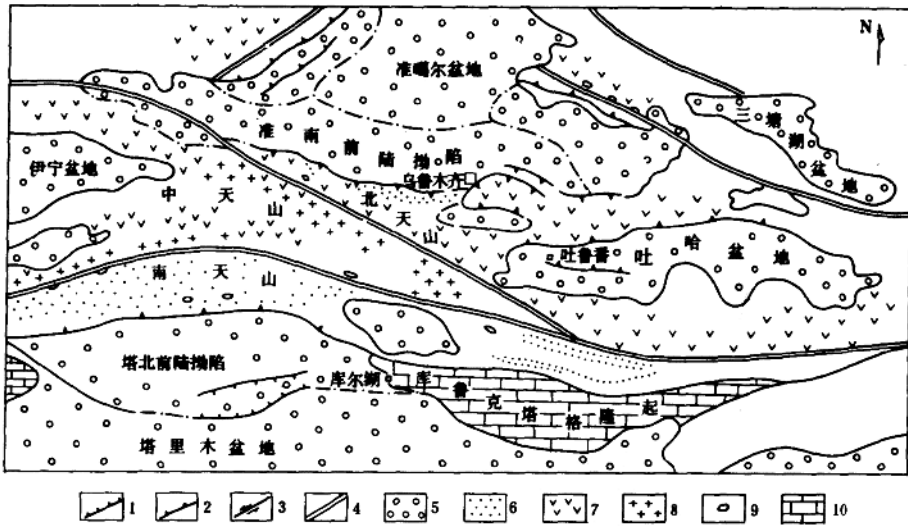 N
准噶尔盆地
三塘湖盆地
准南前陆拗陷
乌鲁木齐
伊宁盆地
中天山
北天山
吐鲁番
吐哈盆地
南天山
塔北前陆拗陷
库尔勒
库鲁克塔格隆起
塔里木盆地
1 2 3 4 5 6 7 8 9 10